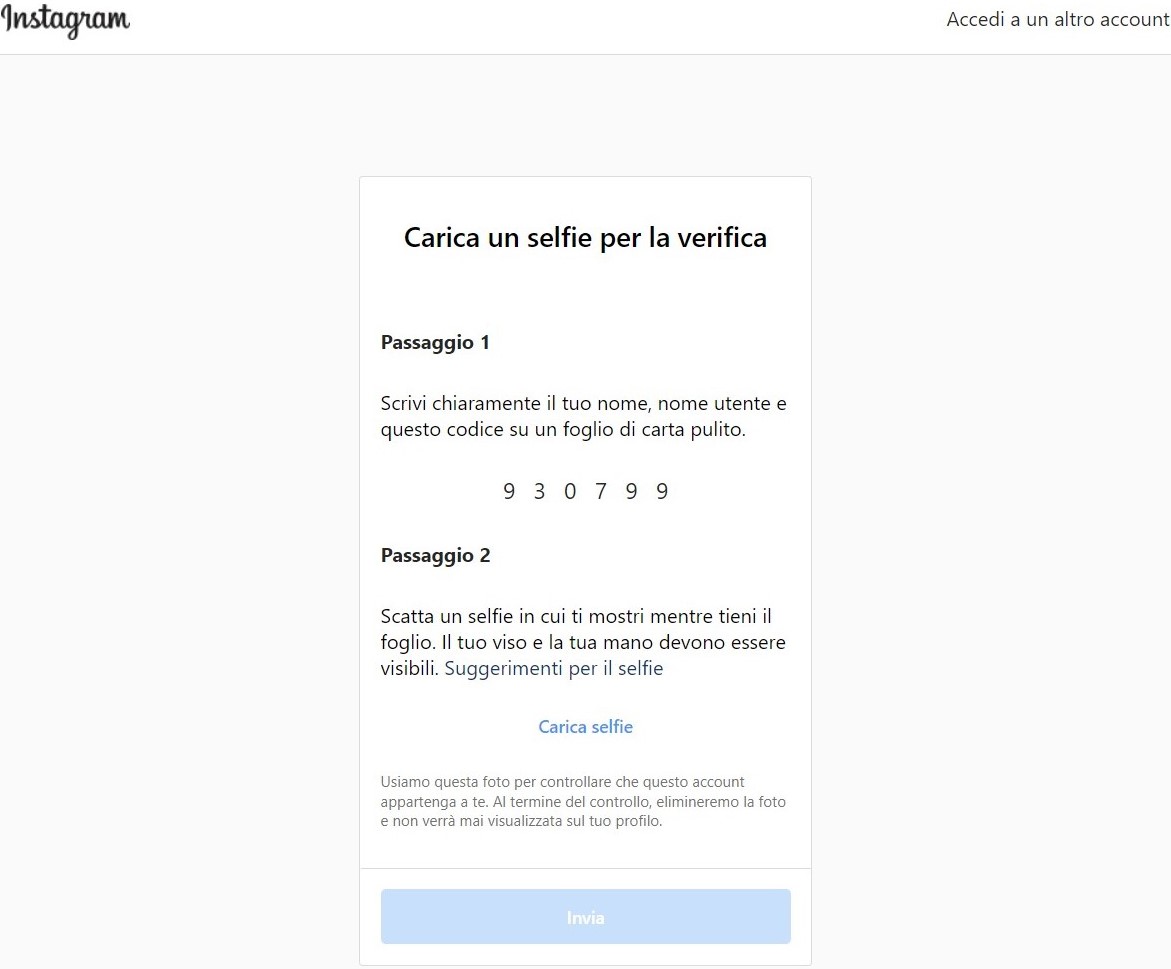 Instagram
Accedi a un altro account
Carica un selfie per la verifica
Passaggio 1
Scrivi chiaramente il tuo nome, nome utente e
questo codice su un foglio di carta pulito.
9 3 0 7 9 9
Passaggio 2
Scatta un selfie in cui ti mostri mentre tieni il
foglio. Il tuo viso e la tua mano devono essere
visibili. Suggerimenti per il selfie
Carica selfie
Usiamo questa foto per controllare che questo account
appartenga a te. Al termine del controllo, elimineremo la foto
e non verrà mai visualizzata sul tuo profilo.
Invia